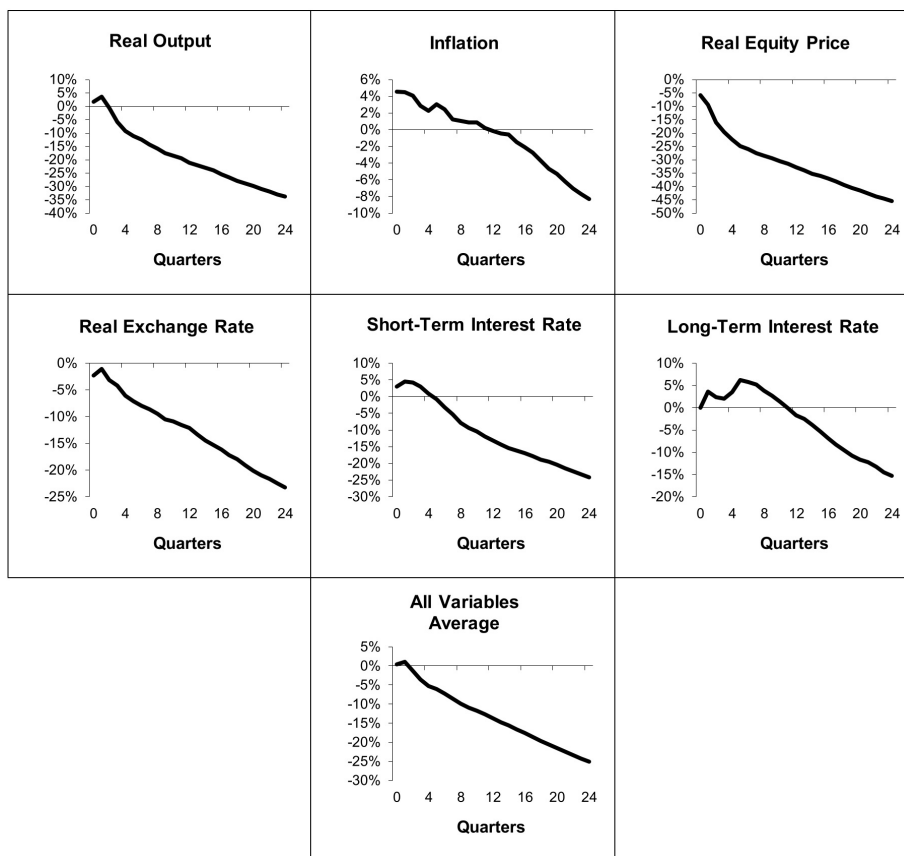 Real Output
10%
5%
0%
-5%
-10%
-15%
-20%
-25%
-30%
-35%
-40%
0 4 8 12 16 20 24
Quarters
Inflation
6%
4%
2%
0%
-2%
-4%
-6%
-8%
-10%
0 4 8 12 16 20 24
Quarters
Real Equity Price
0%
-5%
-10%
-15%
-20%
-25%
-30%
-35%
-40%
-45%
-50%
0 4 8 12 16 20 24
Quarters
Real Exchange Rate
0%
-5%
-10%
-15%
-20%
-25%
0 4 8 12 16 20 24
Quarters
Short-Term Interest Rate
10%
5%
0%
-5%
-10%
-15%
-20%
-25%
-30%
0 4 8 12 16 20 24
Quarters
Long-Term Interest Rate
10%
5%
0%
-5%
-10%
-15%
-20%
0 4 8 12 16 20 24
Quarters
All Variables
Average
5%
0%
-5%
-10%
-15%
-20%
-25%
-30%
0 4 8 12 16 20 24
Quarters